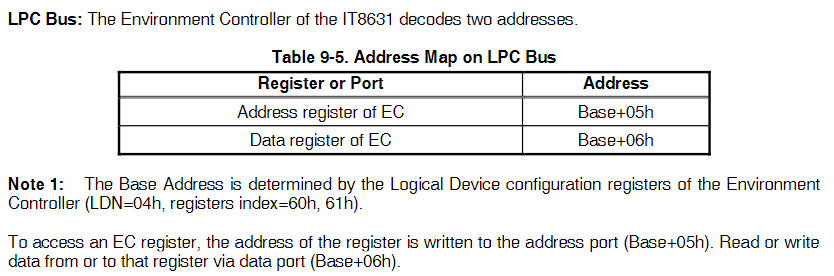 LPC Bus: The Environment Controller of the IT8631 decodes two addresses.
Table 9-5. Address Map on LPC Bus
Register or Port Address
Address register of EC Base+05h
Data register of EC Base+06h
Note 1: The Base Address is determined by the Logical Device configuration registers of the Environment
Controller (LDN=04h, registers index=60h, 61h).
To access an EC register, the address of the register is written to the address port (Base+05h). Read or write
data from or to that register via data port (Base+06h).